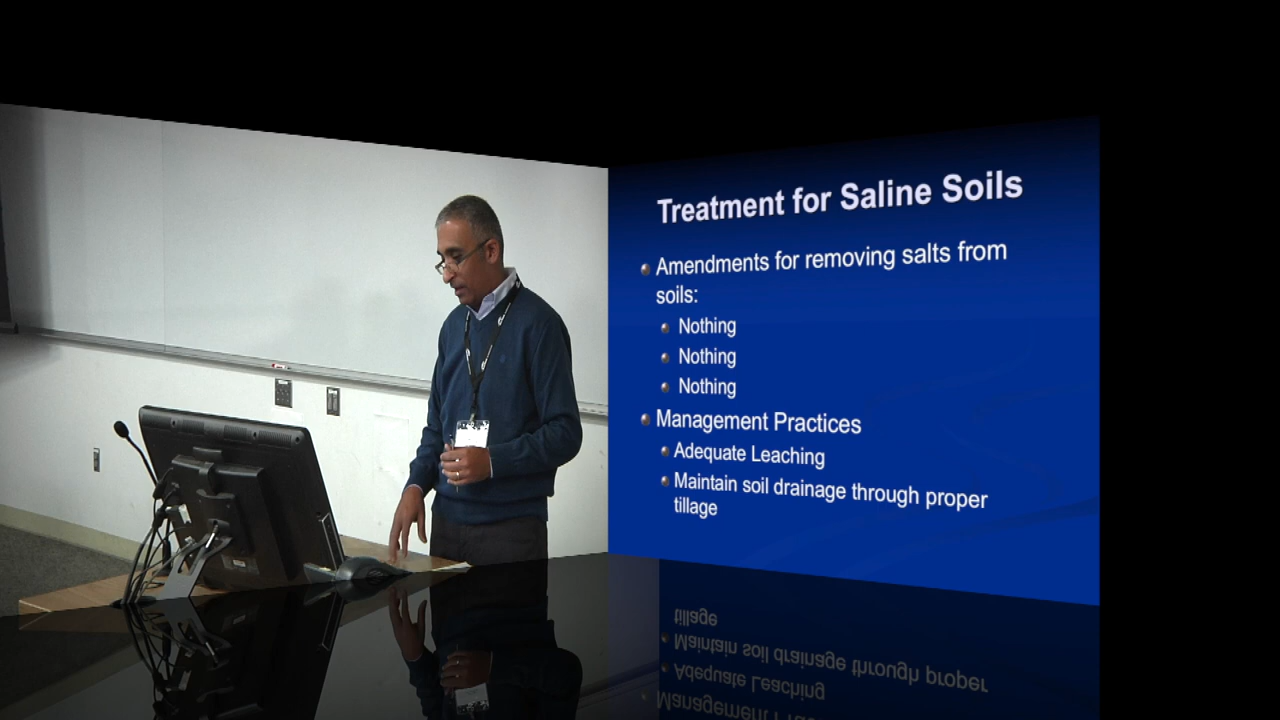 Treatment for Saline Soils
Amendments for removing salts from
soils:
Nothing
Nothing
Nothing
Management Practices
Adequate Leaching
Maintain soil drainage through proper
tillage